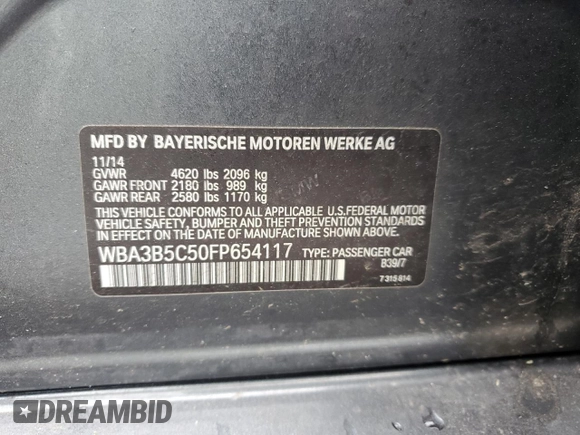 MFD BY BAYERISCHE MOTOREN WERKE AG
11/14
GVWR 4620 lbs 2096 kg
GAWR FRONT 2180 lbs 989 kg
GAWR REAR 2580 lbs 1170 kg
THIS VEHICLE CONFORMS TO ALL APPLICABLE U.S.FEDERAL MOTOR
VEHICLE SAFETY, BUMPER, AND THEFT PREVENTION STANDARDS
IN EFFECT ON THE DATE OF MANUFACTURE SHOWN ABOVE.
WBA3B5C50FP654117 TYPE: PASSENGER CAR
B39/7
7315814
DREAMBID